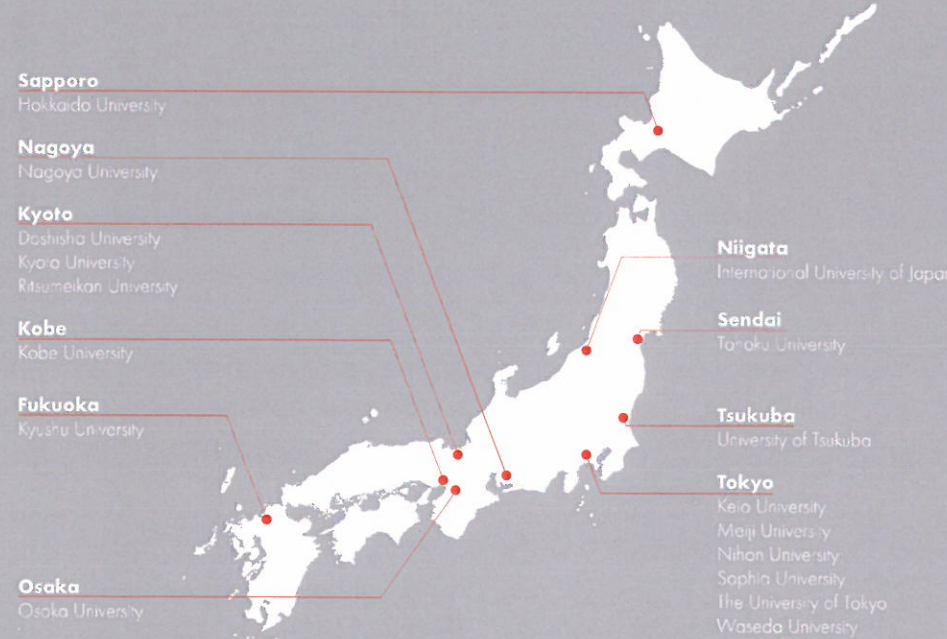 Sapporo
Hokkaido University
Nagoya
Nagoya University
Kyoto
Doshisha University
Kyoto University
Ritsumeikan University
Kobe
Kobe University
Fukuoka
Kyushu University
Osaka
Osaka University
Niigata
International University of Japan
Sendai
Tohoku University
Tsukuba
University of Tsukuba
Tokyo
Keio University
Meiji University
Nihon University
Sophia University
The University of Tokyo
Waseda University